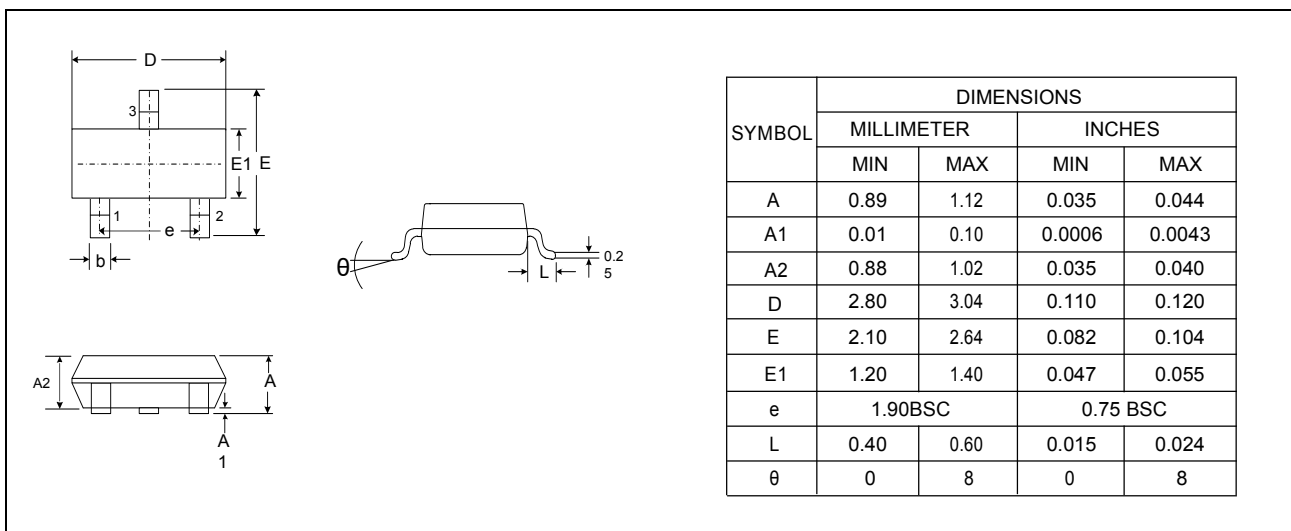 D
3
E1 E
1
2
e
b
θ
L
0.2
5
A2
A
A
1
DIMENSIONS
SYMBOL
MILLIMETER INCHES
MIN MAX MIN MAX
A 0.89 1.12 0.035 0.044
A1 0.01 0.10 0.0006 0.0043
A2 0.88 1.02 0.035 0.040
D 2.80 3.04 0.110 0.120
E 2.10 2.64 0.082 0.104
E1 1.20 1.40 0.047 0.055
e 1.90BSC 0.75 BSC
L 0.40 0.60 0.015 0.024
θ 0 8 0 8